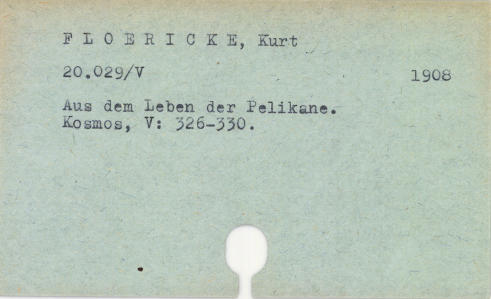 F L O E R I C K E, Kurt
20.029/V 1908
Aus dem Leben der Pelikane.
Kosmos, V: 326-330.